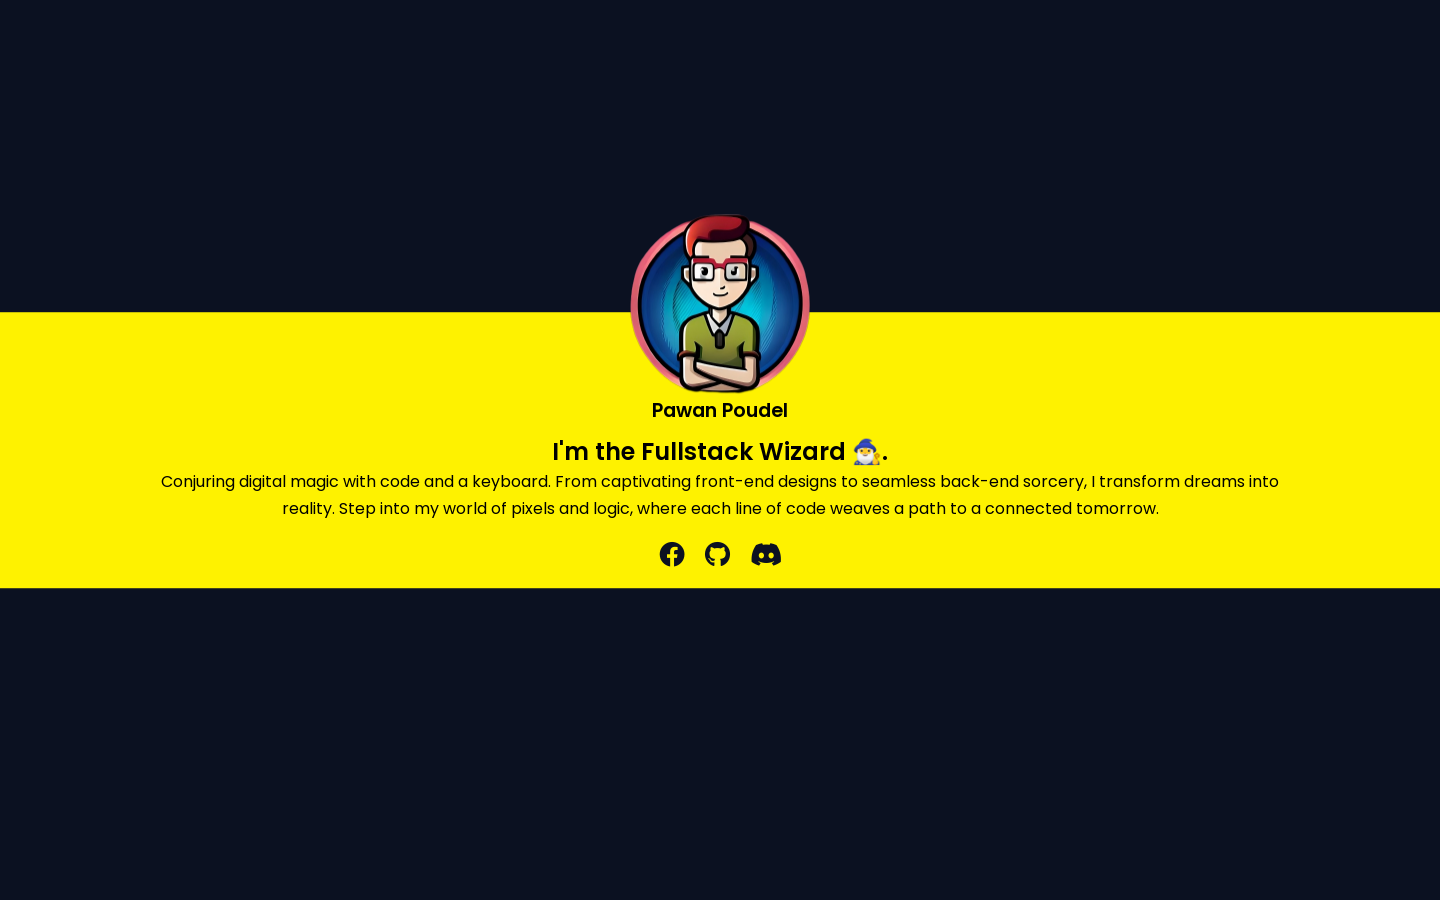 Pawan Poudel
I'm the Fullstack Wizard 🧙‍♂️.
Conjuring digital magic with code and a keyboard. From captivating front-end designs to seamless back-end sorcery, I transform dreams into
reality. Step into my world of pixels and logic, where each line of code weaves a path to a connected tomorrow.